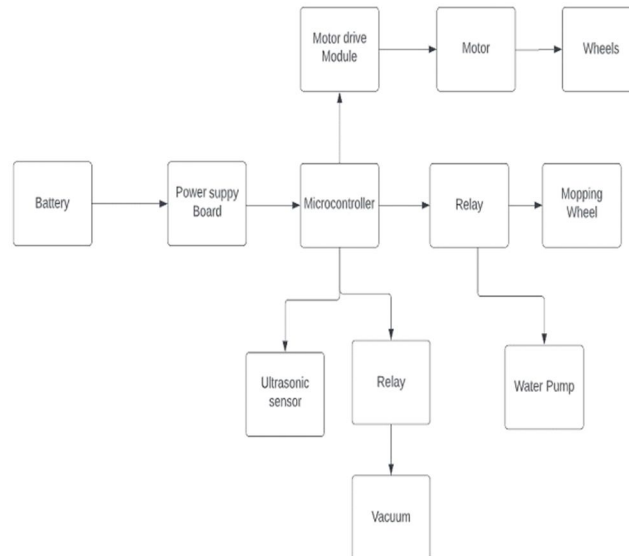 Motor drive
Module
Motor
Wheels
Battery
Power suppy
Board
Microcontroller
Relay
Mopping
Wheel
Ultrasonic
sensor
Relay
Water Pump
Vacuum